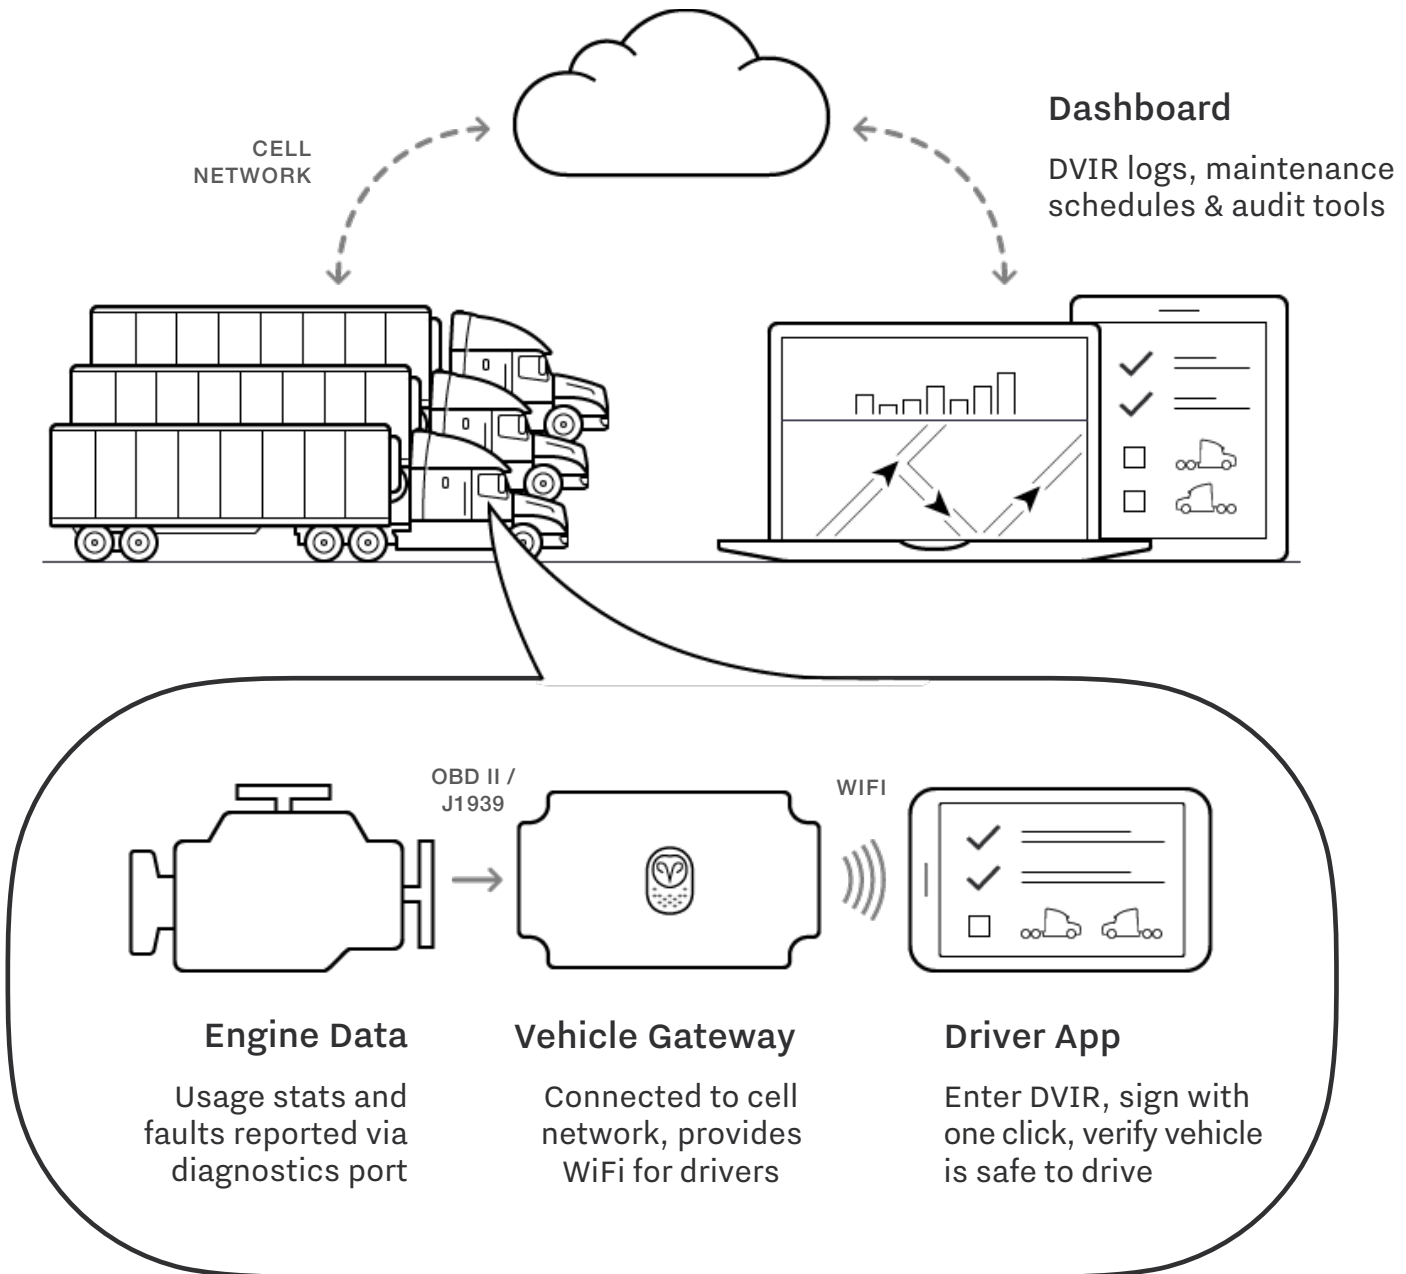 CELL
NETWORK
Dashboard
DVIR logs, maintenance
schedules & audit tools
OBD II /
J1939
WIFI
Engine Data
Usage stats and
faults reported via
diagnostics port
Vehicle Gateway
Connected to cell
network, provides
WiFi for drivers
Driver App
Enter DVIR, sign with
one click, verify vehicle
is safe to drive